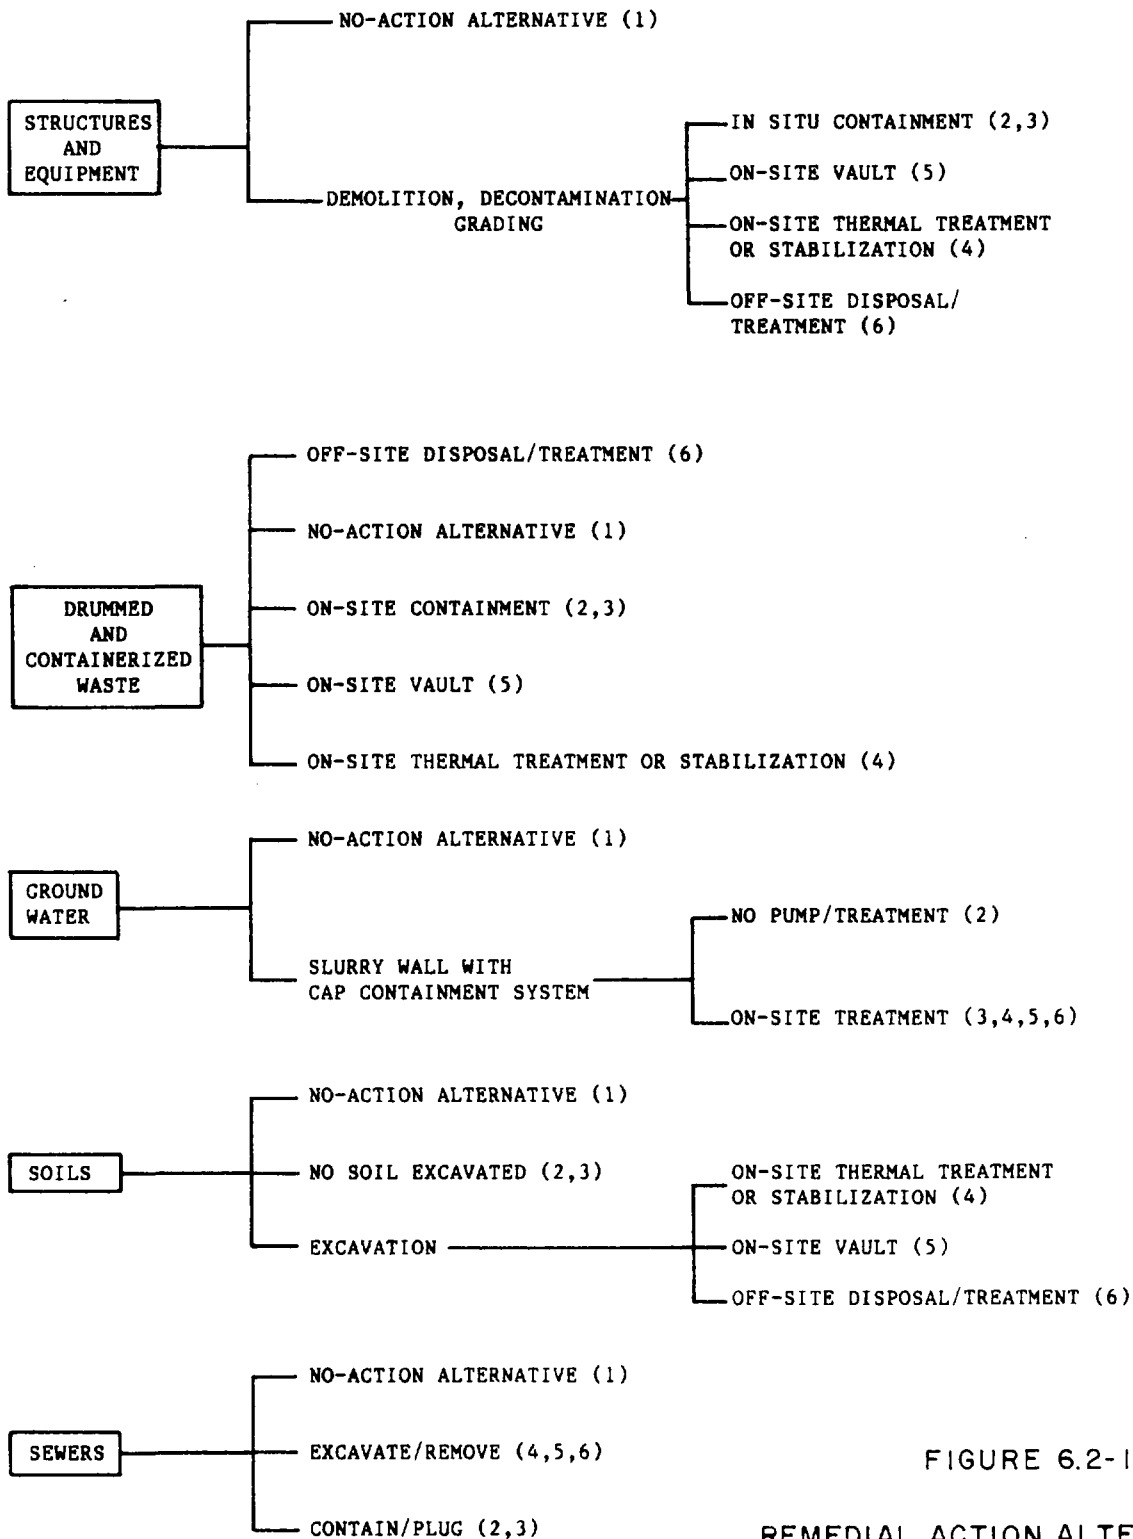 NO-ACTION ALTERNATIVE (1)
STRUCTURES
AND
EQUIPMENT
DEMOLITION, DECONTAMINATION
GRADING
IN SITU CONTAINMENT (2,3)
ON-SITE VAULT (5)
ON-SITE THERMAL TREATMENT
OR STABILIZATION (4)
OFF-SITE DISPOSAL/
TREATMENT (6)
DRUMMED
AND
CONTAINERIZED
WASTE
OFF-SITE DISPOSAL/TREATMENT (6)
NO-ACTION ALTERNATIVE (1)
ON-SITE CONTAINMENT (2,3)
ON-SITE VAULT (5)
ON-SITE THERMAL TREATMENT OR STABILIZATION (4)
GROUND
WATER
NO-ACTION ALTERNATIVE (1)
SLURRY WALL WITH
CAP CONTAINMENT SYSTEM
NO PUMP/TREATMENT (2)
ON-SITE TREATMENT (3,4,5,6)
SOILS
NO-ACTION ALTERNATIVE (1)
NO SOIL EXCAVATED (2,3)
EXCAVATION
ON-SITE THERMAL TREATMENT
OR STABILIZATION (4)
ON-SITE VAULT (5)
OFF-SITE DISPOSAL/TREATMENT (6)
SEWERS
NO-ACTION ALTERNATIVE (1)
EXCAVATE/REMOVE (4,5,6)
CONTAIN/PLUG (2,3)
FIGURE 6.2-1
REMEDIAL ACTION ALTE